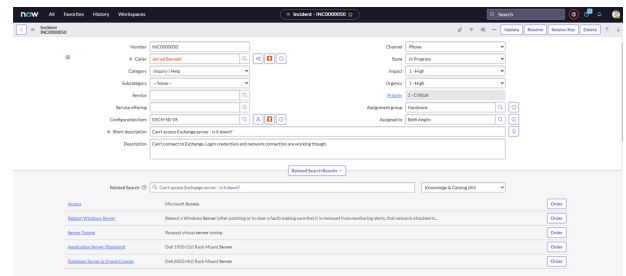 now All Favorites History Workspaces Incident - INC0000050 Search
Incident
INC0000050
Update Resolve Session Key Delete
Number INC0000050 Channel Phone
Caller Jerrod Bennett State In Progress
Category Inquiry / Help Impact 1 - High
Subcategory -- None -- Urgency 1 - High
Service Priority 1 - Critical
Service offering Assignment group Hardware
Configuration item EXCH-SD-05 Assigned to Beth Anglin
Short description Can't access Exchange server - is it down?
Description Can't connect to Exchange. Login credentials and network connection are working though.
Related Search Results
Related Search Can't access Exchange server - is it down? Knowledge & Catalog (All)
Access Microsoft Access Order
Reboot Windows Server Reboot a Windows Server (after patching or to clear a fault) making sure that it is removed from monitoring alerts, that network attached st... Order
Server Tuning Request virtual server tuning Order
Application Server (Standard) Dell 1950 (1U) Rack Mount Server Order
Database Server & Oracle License Dell 6850 (4U) Rack Mount Server Order